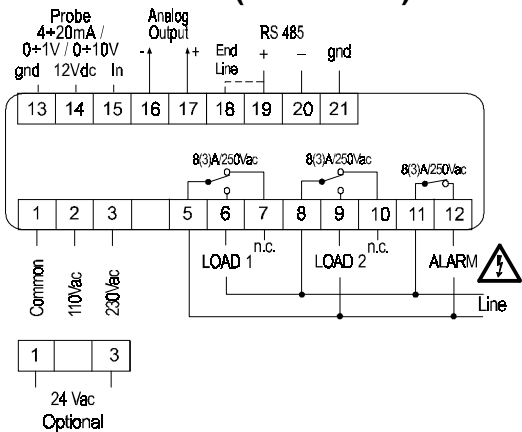 Probe
4÷20mA /
0÷1V / 0÷10V
gnd 12Vdc In
Analog
Output
- +
End
Line
RS 485
+ –
gnd
13 14 15 16 17 18 19 20 21
8(3)A/250Vac 8(3)A/250Vac 8(3)A/250Vac
1 2 3 5 6 7 8 9 10 11 12
n.c. n.c.
LOAD 1 LOAD 2 ALARM
Common
110Vac
230Vac
Line
1 3
24 Vac
Optional